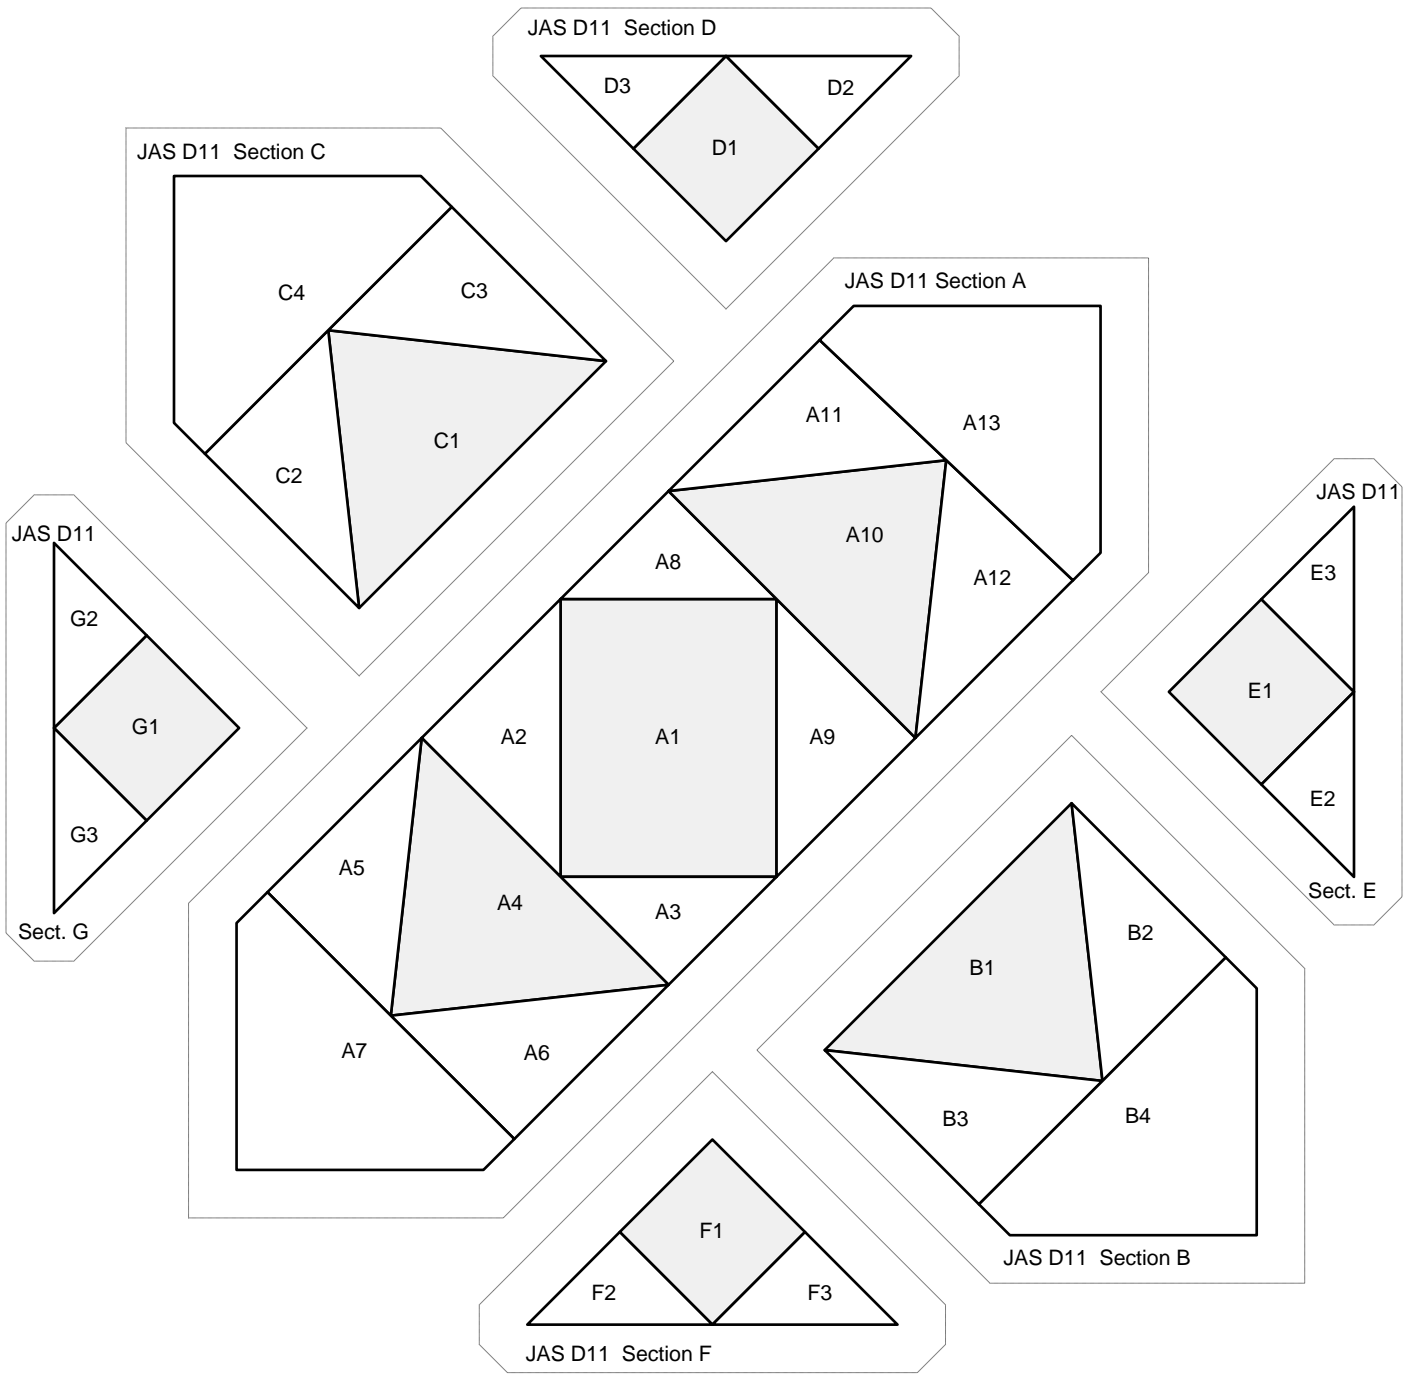 JAS D11  Section D
D3
D2
D1
JAS D11  Section C
C4
C3
C1
C2
JAS D11 Section A
A11
A13
A10
A8
A12
A2
A1
A9
A5
A4
A3
A7
A6
JAS D11
G2
G1
G3
Sect. G
JAS D11
E3
E1
E2
Sect. E
B2
B1
B3
B4
JAS D11  Section B
F1
F2
F3
JAS D11  Section F